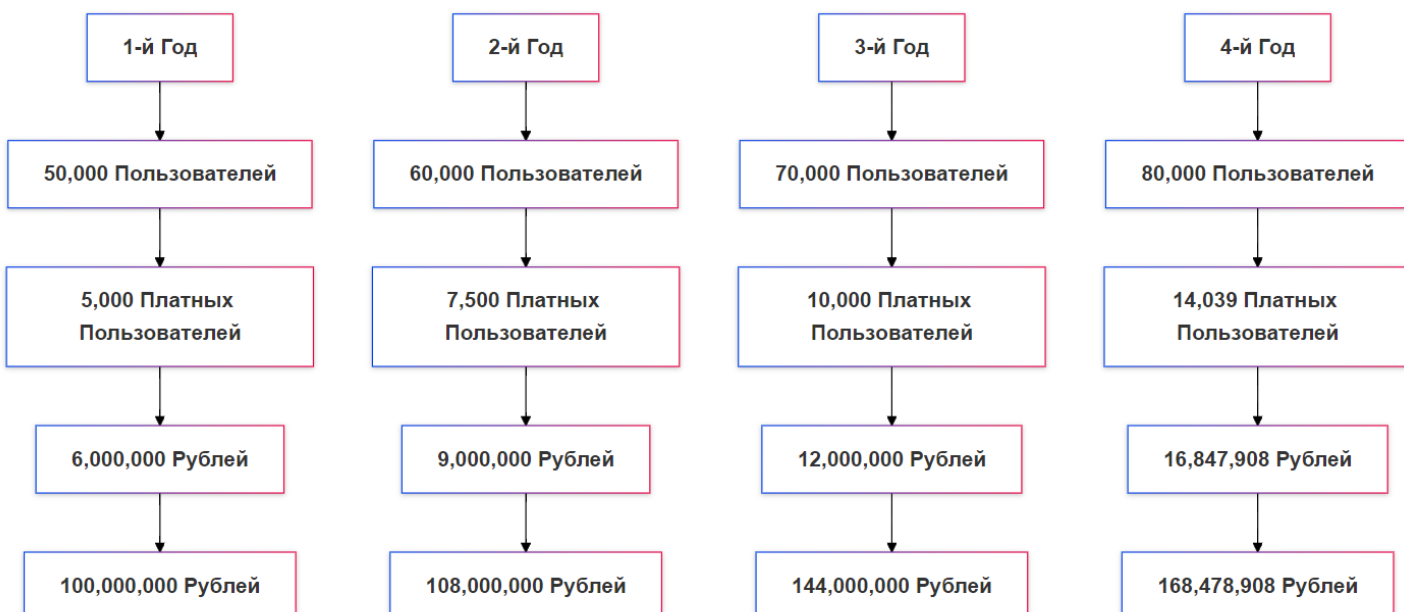 1-й Год
2-й Год
3-й Год
4-й Год
50,000 Пользователей
60,000 Пользователей
70,000 Пользователей
80,000 Пользователей
5,000 Платных
Пользователей
7,500 Платных
Пользователей
10,000 Платных
Пользователей
14,039 Платных
Пользователей
6,000,000 Рублей
9,000,000 Рублей
12,000,000 Рублей
16,847,908 Рублей
100,000,000 Рублей
108,000,000 Рублей
144,000,000 Рублей
168,478,908 Рублей